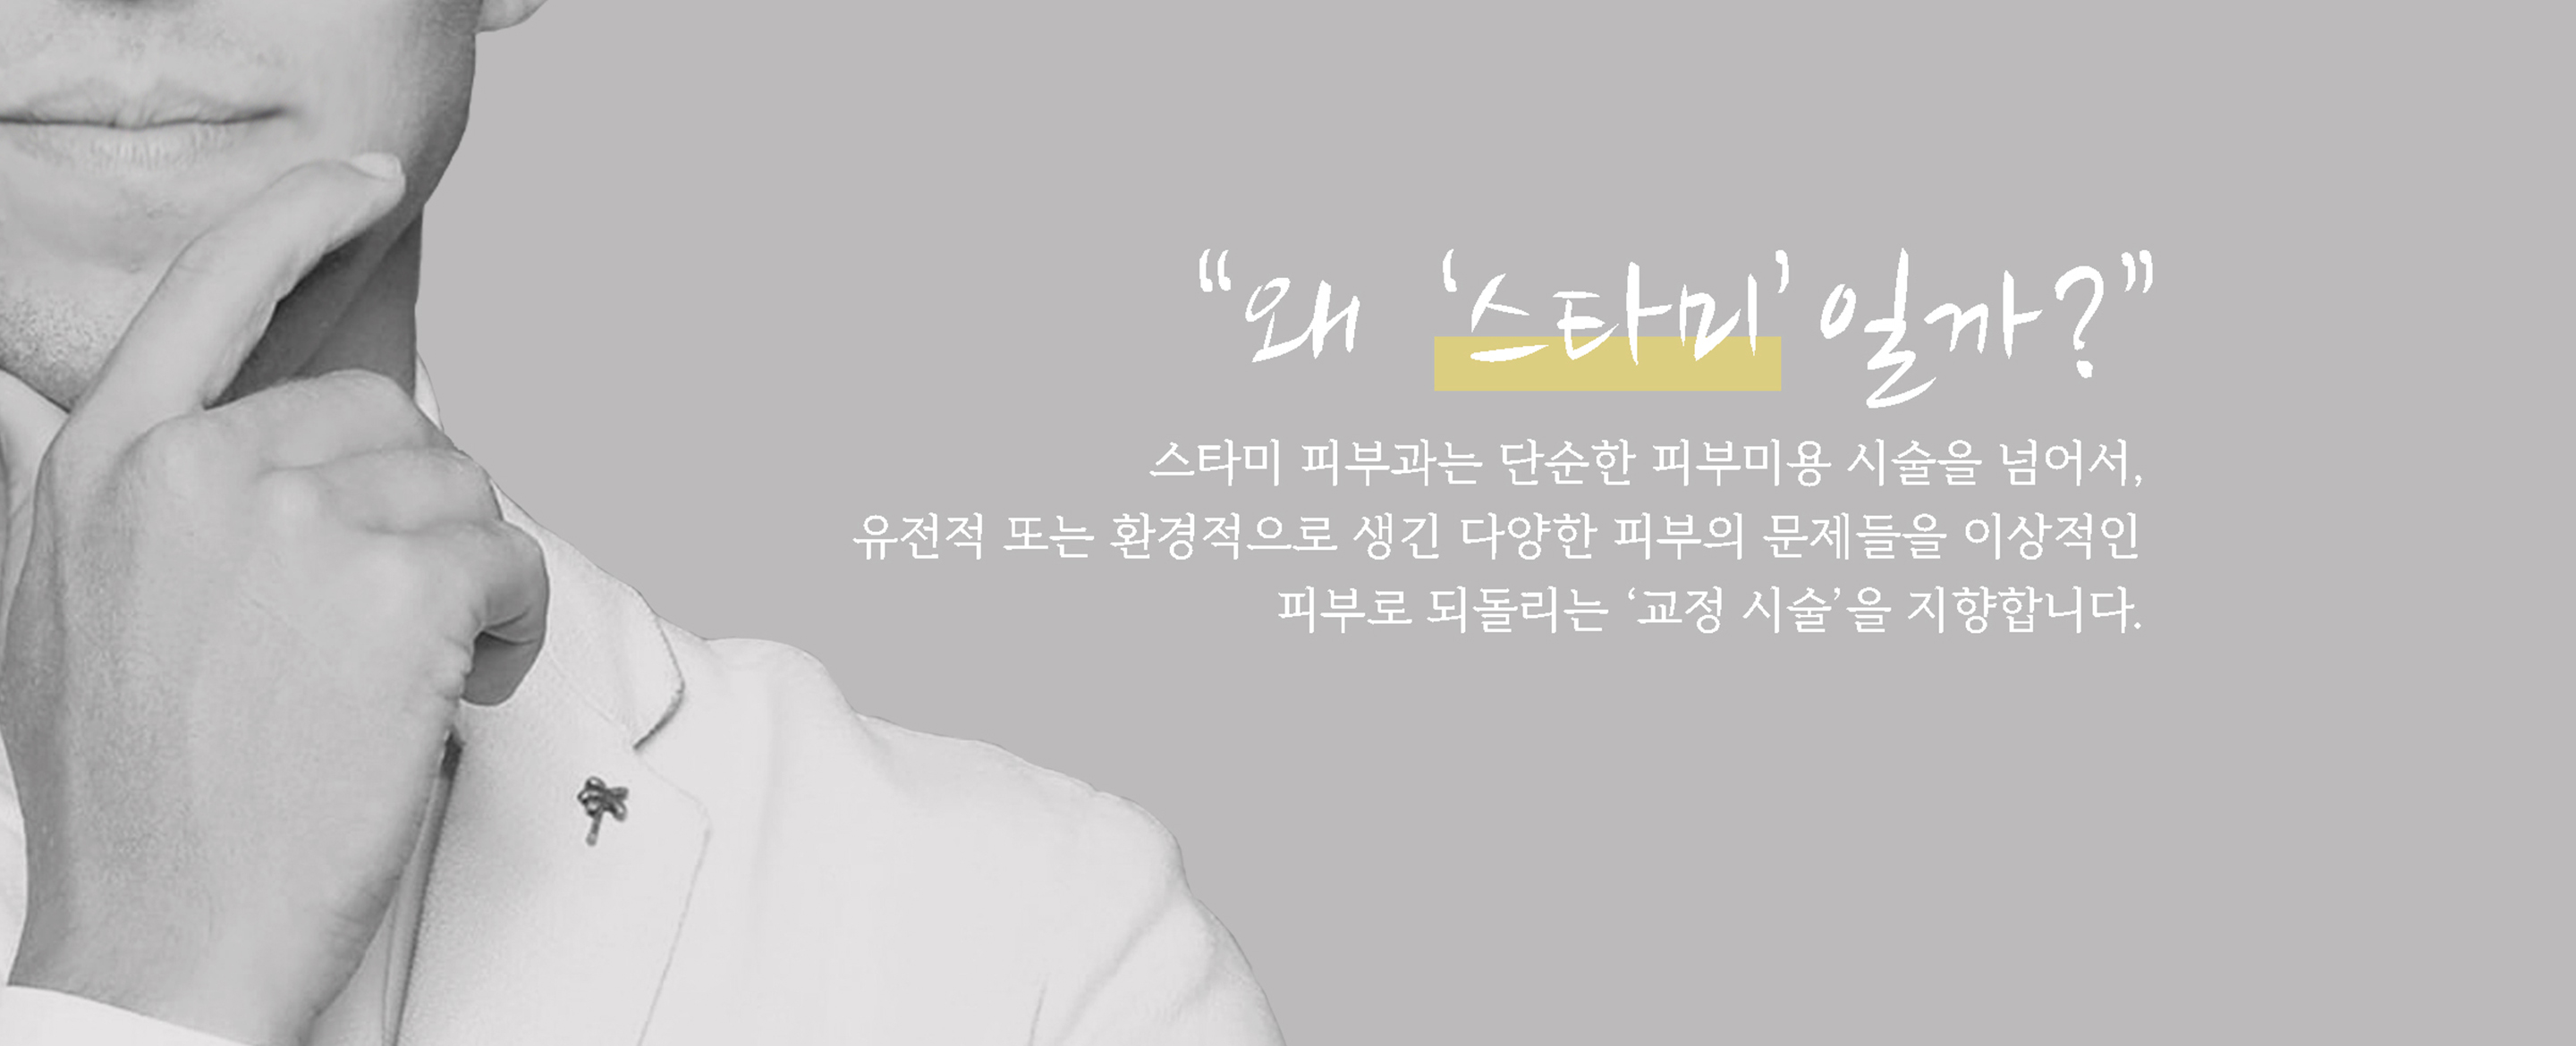 “왜 ‘스타미’일까?”
스타미 피부과는 단순한 피부미용 시술을 넘어서,
유전적 또는 환경적으로 생긴 다양한 피부의 문제들을 이상적인
피부로 되돌리는 ‘교정 시술’을 지향합니다.